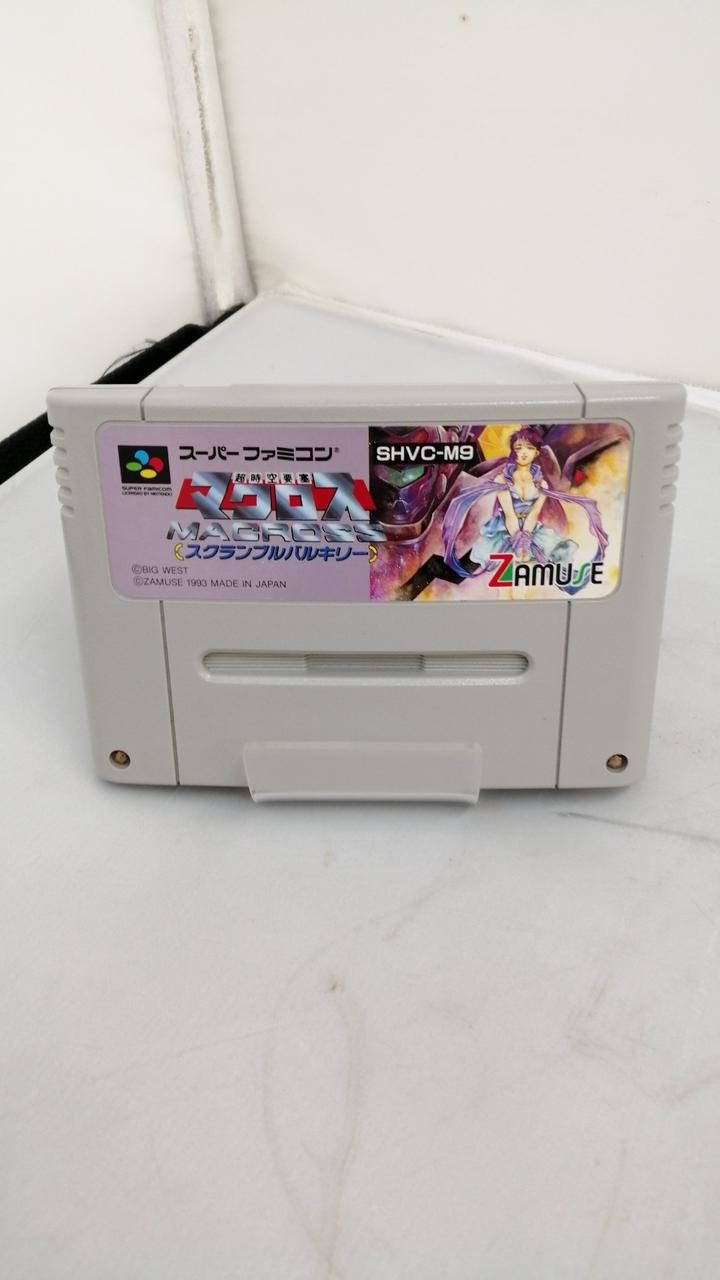 スーパーファミコン®
SUPER FAMICOM
LICENSED BY NINTENDO
超時空要塞
マクロス
MACROSS
スクランブルバルキリー
©BIG WEST
©ZAMUSE 1993 MADE IN JAPAN
SHVC-M9
ZAMUSE